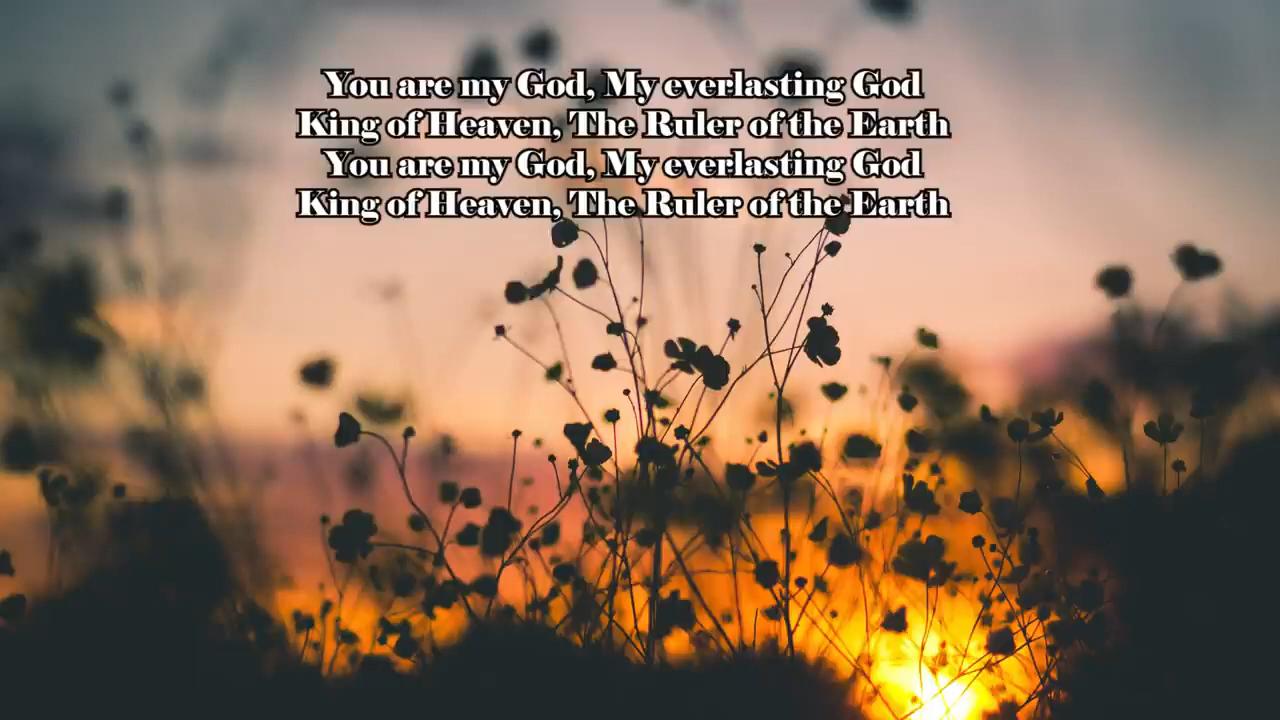 You are my God, My everlasting God
King of Heaven, The Ruler of the Earth
You are my God, My everlasting God
King of Heaven, The Ruler of the Earth